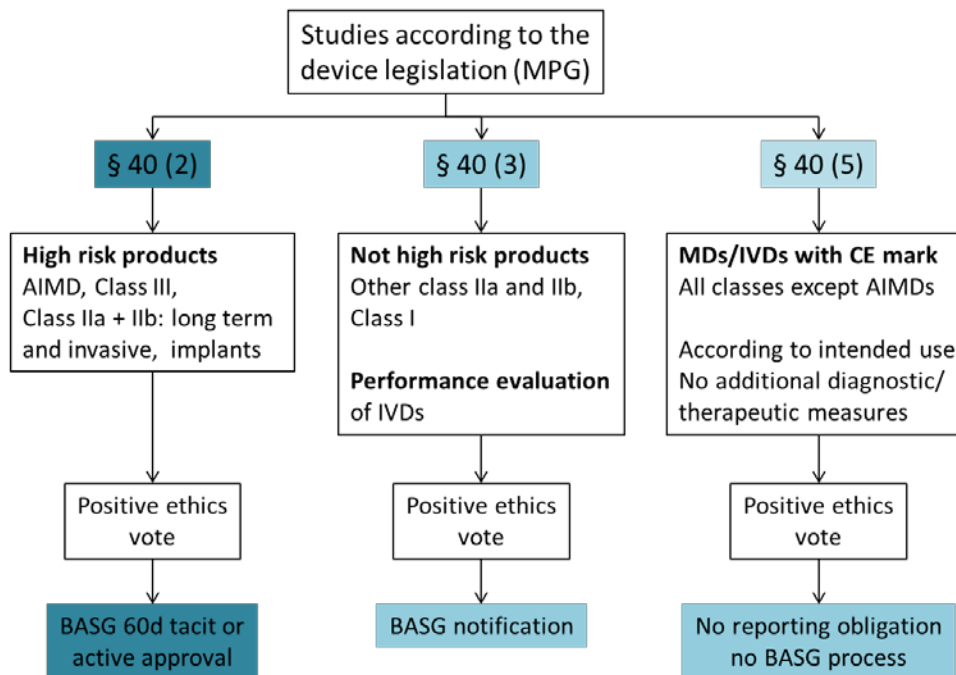 Studies according to the
device legislation (MPG)
§ 40 (2)
§ 40 (3)
§ 40 (5)
High risk products
AIMD, Class III,
Class IIa + IIb: long term
and invasive, implants
Not high risk products
Other class IIa and IIb,
Class I
Performance evaluation
of IVDs
MDs/IVDs with CE mark
All classes except AIMDs
According to intended use
No additional diagnostic/
therapeutic measures
Positive ethics
vote
Positive ethics
vote
Positive ethics
vote
BASG 60d tacit or
active approval
BASG notification
No reporting obligation
no BASG process